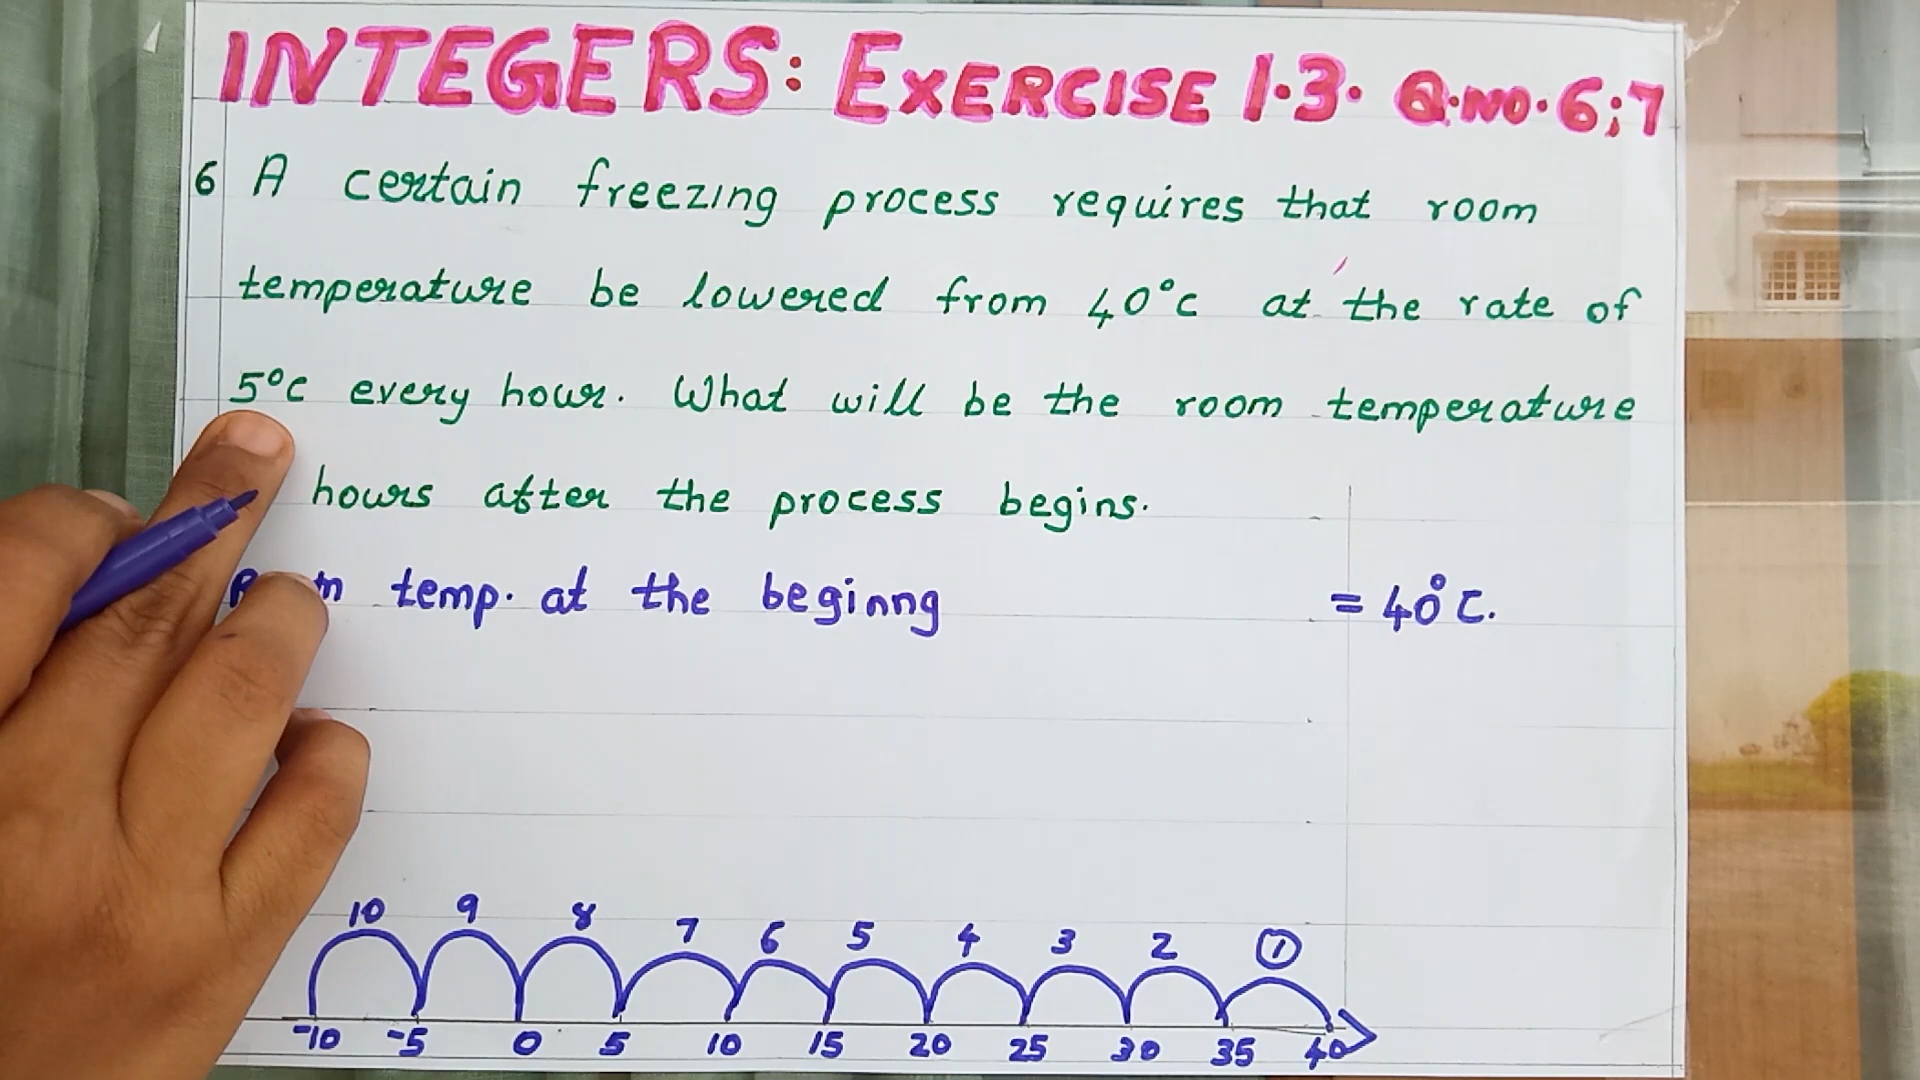 INTEGERS: EXERCISE 1.3. Q.NO.6;7
6 A certain freezing process requires that room
temperature be lowered from 40°c at the rate of
5°c every hour. What will be the room temperature
hours after the process begins.
temp. at the beginng = 40°C.
10 9 8 7 6 5 4 3 2 1
-10 -5 0 5 10 15 20 25 30 35 40